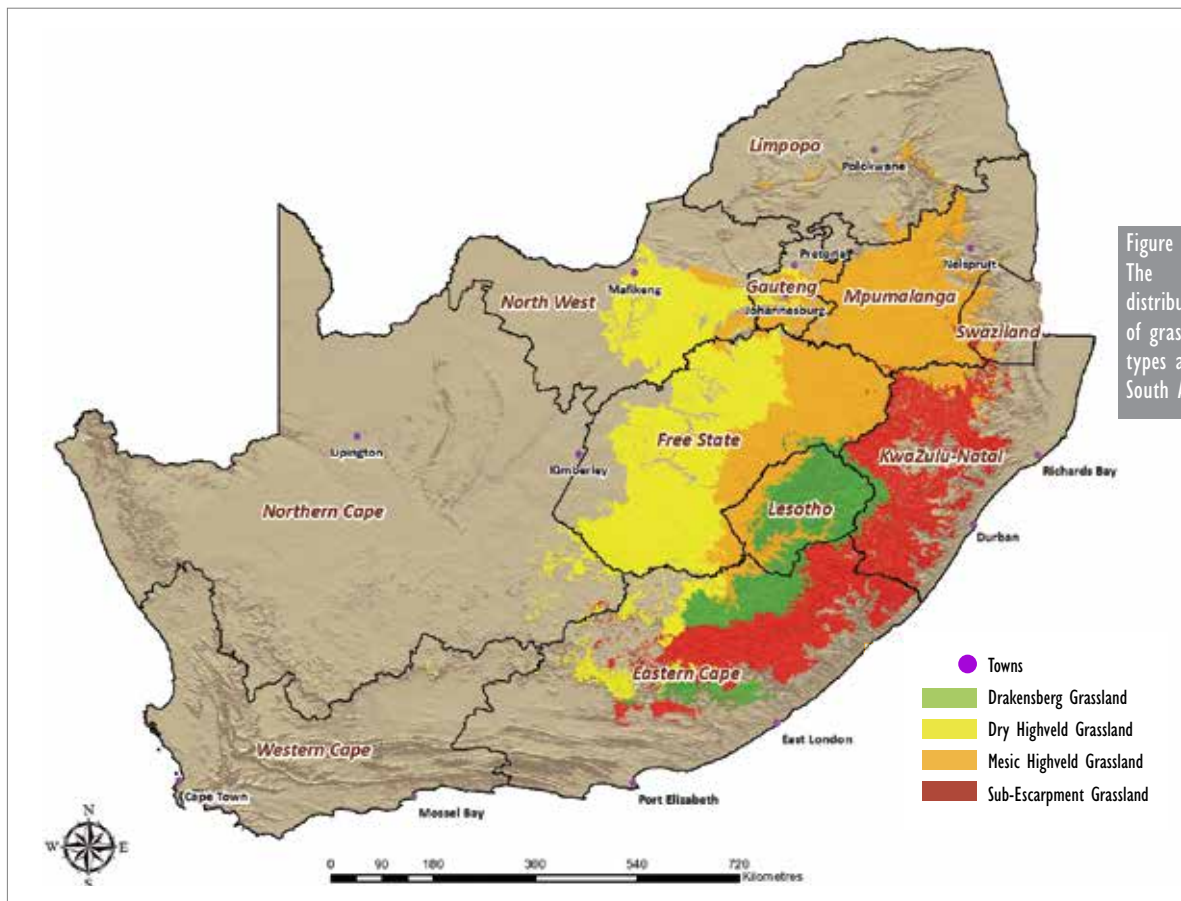 Limpopo
Polokwane
Pretoria
Nelspruit
Mafikeng
Gauteng
North West
Mpumalanga
Johannesburg
Swaziland
Free State
Upington
Kimberley
KwaZulu-Natal
Richards Bay
Northern Cape
Lesotho
Durban
Eastern Cape
East London
Western Cape
Cape Town
Mossel Bay
Port Elizabeth
Figure
The
distribu
of grass
types a
South A
Towns
Drakensberg Grassland
Dry Highveld Grassland
Mesic Highveld Grassland
Sub-Escarpment Grassland
N
W E
S
0 90 180 360 540 720
Kilometres